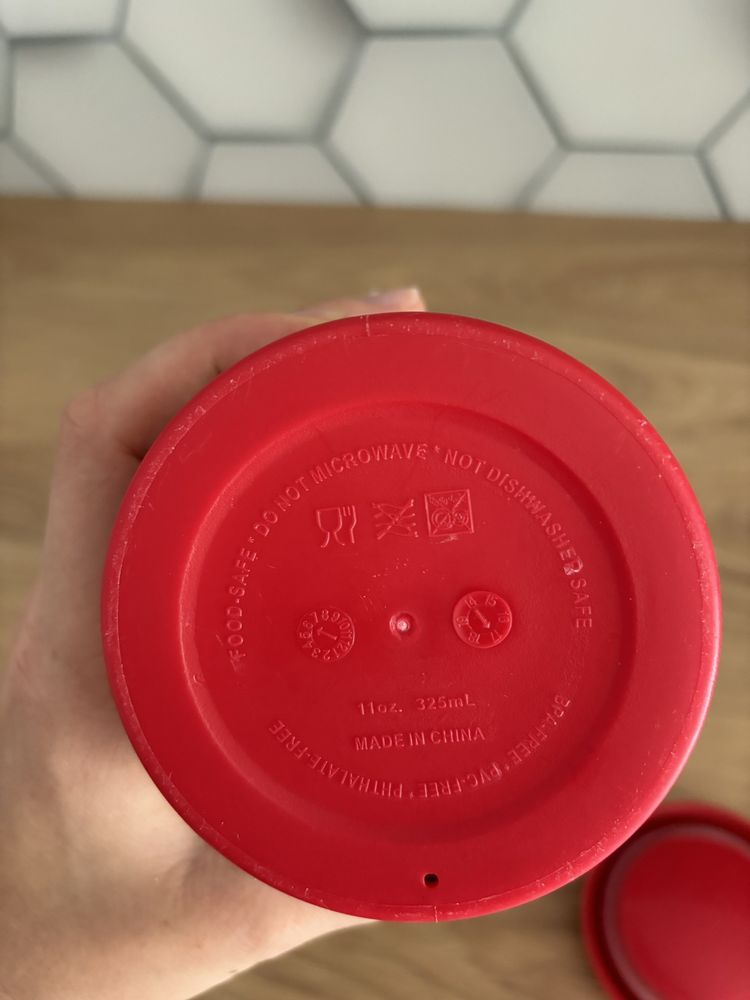 FOOD-SAFE * DO NOT MICROWAVE * NOT DISHWASHER SAFE
11oz. 325mL
MADE IN CHINA
BPA-FREE * PVC-FREE * PHTHALATE-FREE